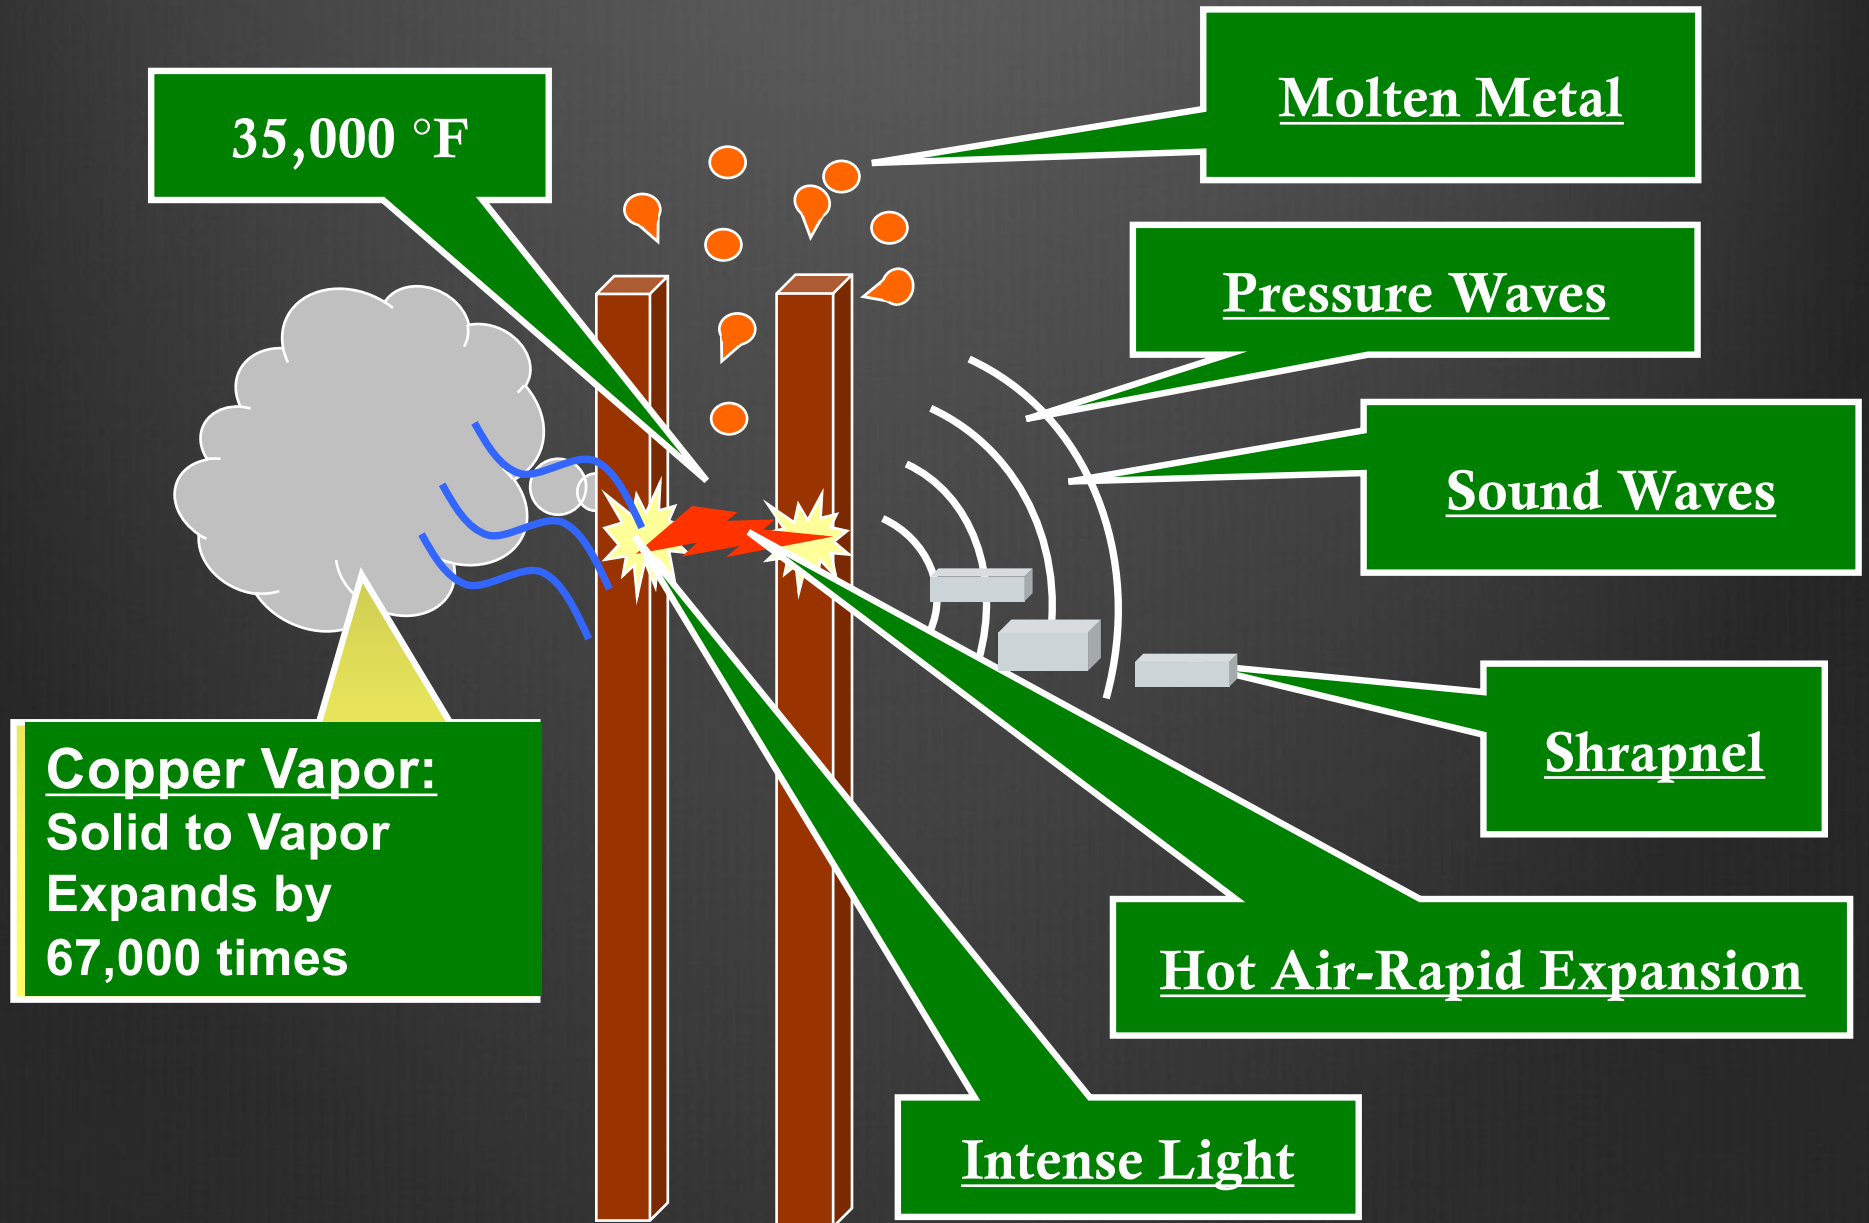 Molten Metal
35,000 °F
Pressure Waves
Sound Waves
Shrapnel
Copper Vapor:
Solid to Vapor
Expands by
67,000 times
Hot Air-Rapid Expansion
Intense Light